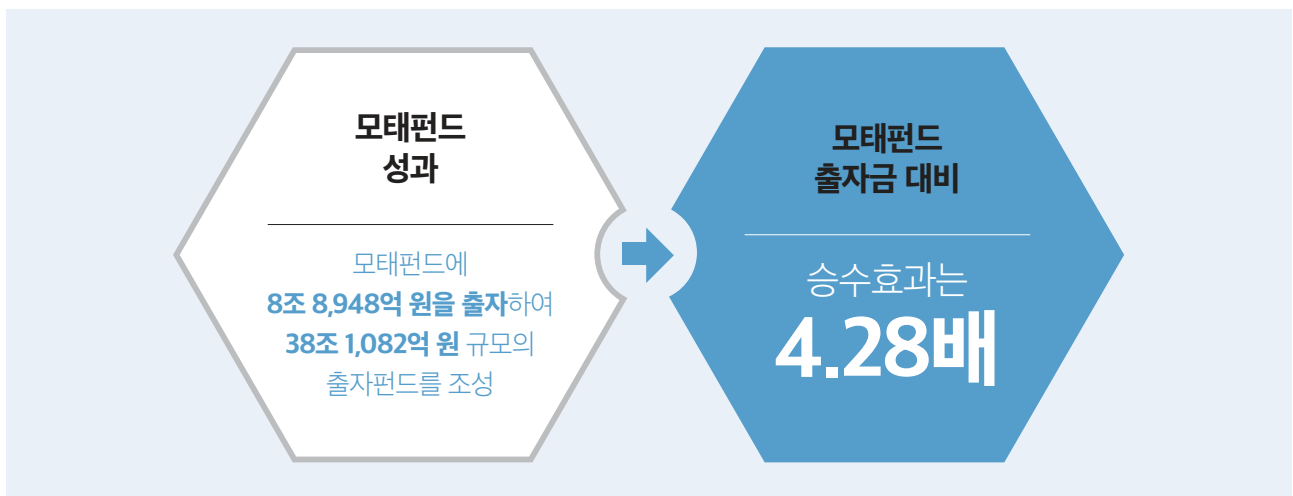 모태펀드
성과
모태펀드에
8조 8,948억 원을 출자하여
38조 1,082억 원 규모의
출자펀드를 조성
모태펀드
출자금 대비
승수효과는
4.28배